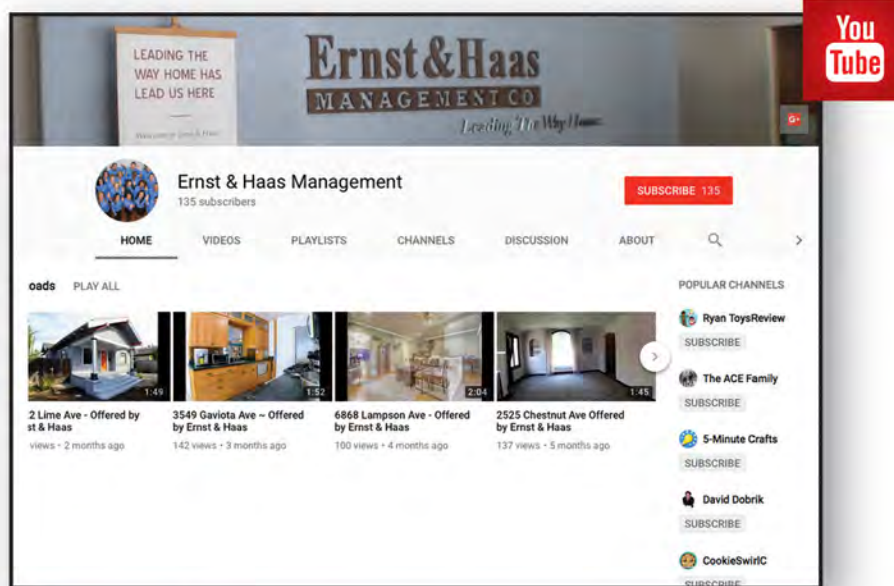 You
Tube
LEADING THE
WAY HOME HAS
LEAD US HERE
Ernst&Haas
MANAGEMENT CO
Leading The Way Home
G+
Ernst & Haas Management
135 subscribers
SUBSCRIBE 135
HOME VIDEOS PLAYLISTS CHANNELS DISCUSSION ABOUT
oads PLAY ALL
1:49
1:52
2:04
1:45
2 Lime Ave - Offered by
st & Haas
views • 2 months ago
3549 Gaviota Ave ~ Offered
by Ernst & Haas
142 views • 3 months ago
6868 Lampson Ave - Offered
by Ernst & Haas
100 views • 4 months ago
2525 Chestnut Ave Offered
by Ernst & Haas
137 views • 5 months ago
POPULAR CHANNELS
Ryan ToysReview
SUBSCRIBE
The ACE Family
SUBSCRIBE
5-Minute Crafts
SUBSCRIBE
David Dobrik
SUBSCRIBE
CookieSwirlC
SUBSCRIBE